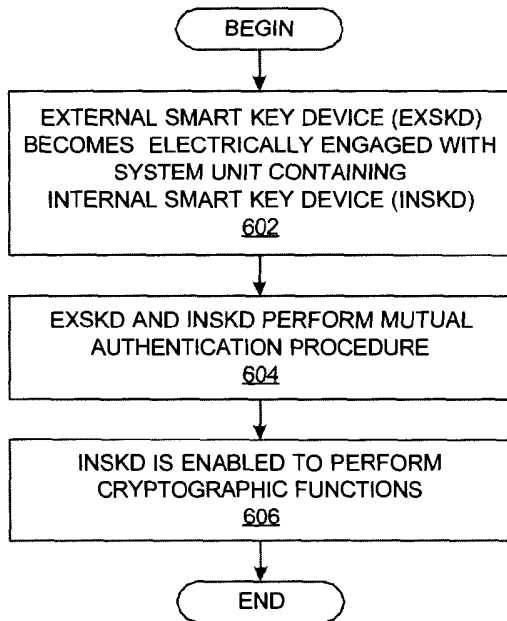 BEGIN
EXTERNAL SMART KEY DEVICE (EXSKD)
BECOMES ELECTRICALLY ENGAGED WITH
SYSTEM UNIT CONTAINING
INTERNAL SMART KEY DEVICE (INSKD)
602
EXSKD AND INSKD PERFORM MUTUAL
AUTHENTICATION PROCEDURE
604
INSKD IS ENABLED TO PERFORM
CRYPTOGRAPHIC FUNCTIONS
606
END